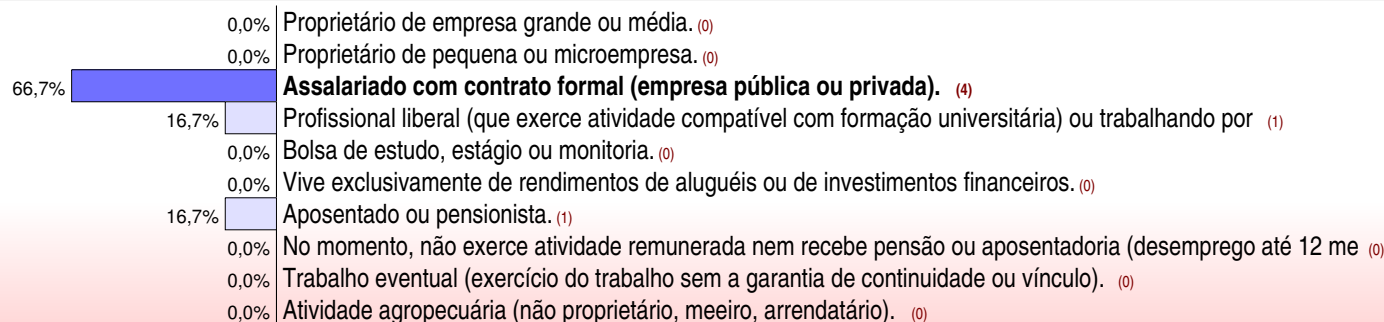 0,0% Proprietário de empresa grande ou média. (0)
0,0% Proprietário de pequena ou microempresa. (0)
66,7% Assalariado com contrato formal (empresa pública ou privada). (4)
16,7% Profissional liberal (que exerce atividade compatível com formação universitária) ou trabalhando por (1)
0,0% Bolsa de estudo, estágio ou monitoria. (0)
0,0% Vive exclusivamente de rendimentos de aluguéis ou de investimentos financeiros. (0)
16,7% Aposentado ou pensionista. (1)
0,0% No momento, não exerce atividade remunerada nem recebe pensão ou aposentadoria (desemprego até 12 me (0)
0,0% Trabalho eventual (exercício do trabalho sem a garantia de continuidade ou vínculo). (0)
0,0% Atividade agropecuária (não proprietário, meeiro, arrendatário). (0)